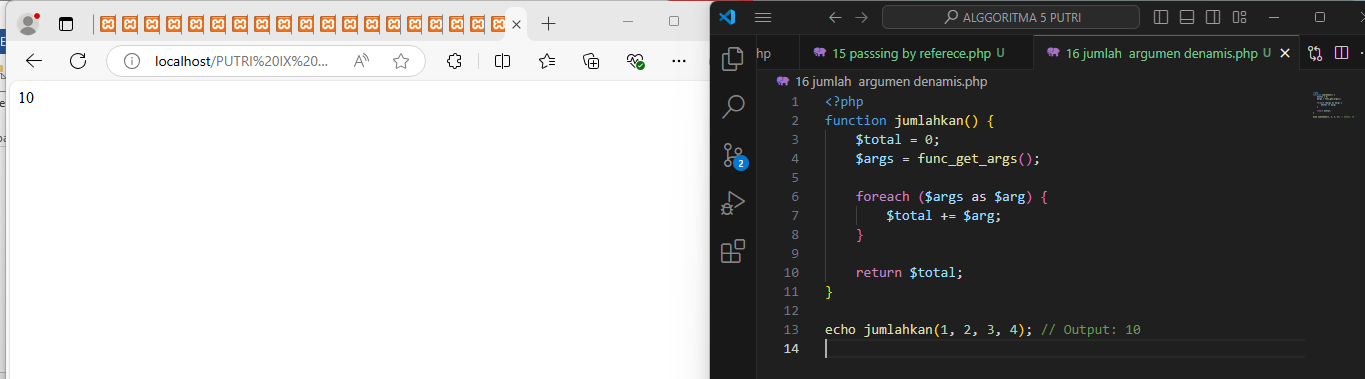 localhost/PUTRI%20IX%20...
10
ALGGORITMA 5 PUTRI
hp
15 passsing by referece.php U
16 jumlah argumen denamis.php U
16 jumlah argumen denamis.php
1 <?php
2 function jumlahkan() {
3 $total = 0;
4 $args = func_get_args();
5
6 foreach ($args as $arg) {
7 $total += $arg;
8 }
9
10 return $total;
11 }
12
13 echo jumlahkan(1, 2, 3, 4); // Output: 10
14
2